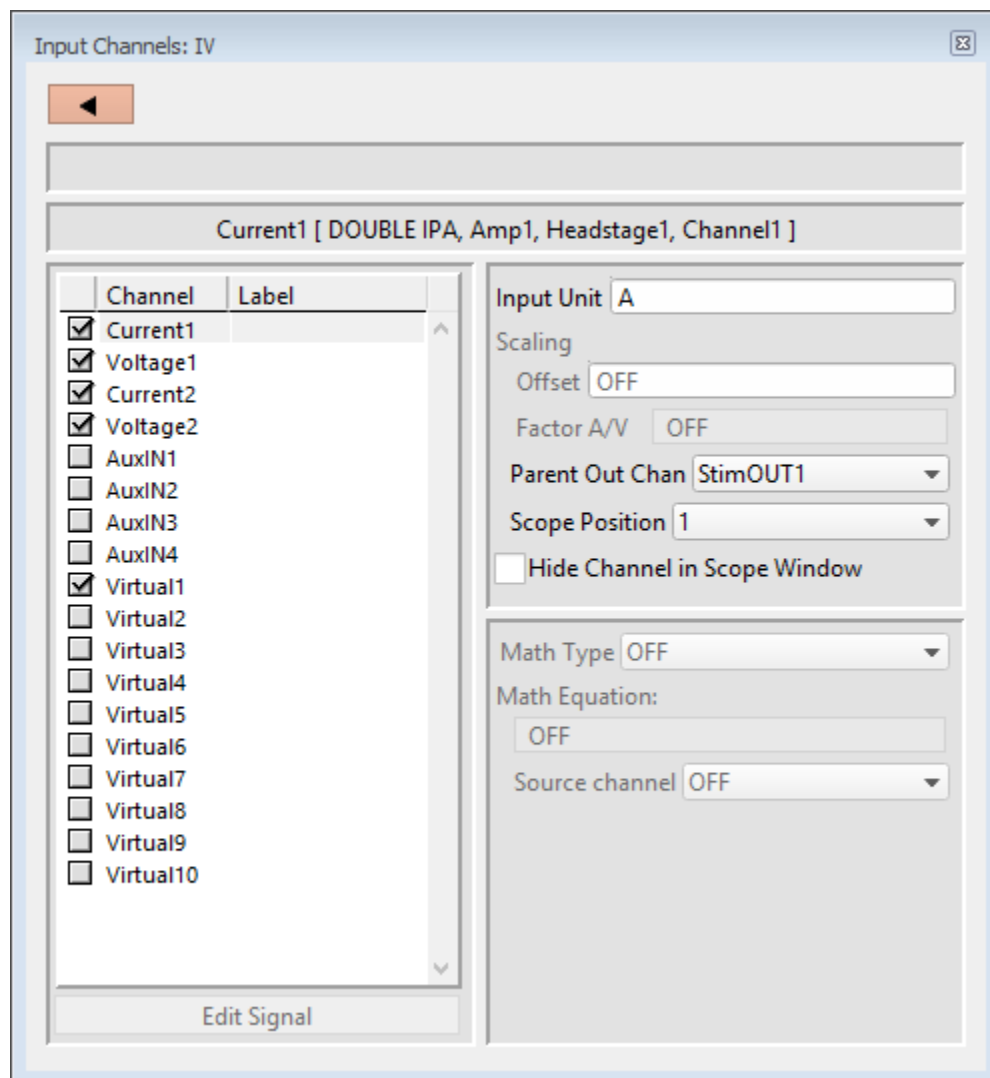 Input Channels: IV
Current1 [ DOUBLE IPA, Amp1, Headstage1, Channel1 ]
Channel Label
Current1
Voltage1
Current2
Voltage2
AuxIN1
AuxIN2
AuxIN3
AuxIN4
Virtual1
Virtual2
Virtual3
Virtual4
Virtual5
Virtual6
Virtual7
Virtual8
Virtual9
Virtual10
Edit Signal
Input Unit A
Scaling
Offset OFF
Factor A/V OFF
Parent Out Chan StimOUT1
Scope Position 1
Hide Channel in Scope Window
Math Type OFF
Math Equation:
OFF
Source channel OFF